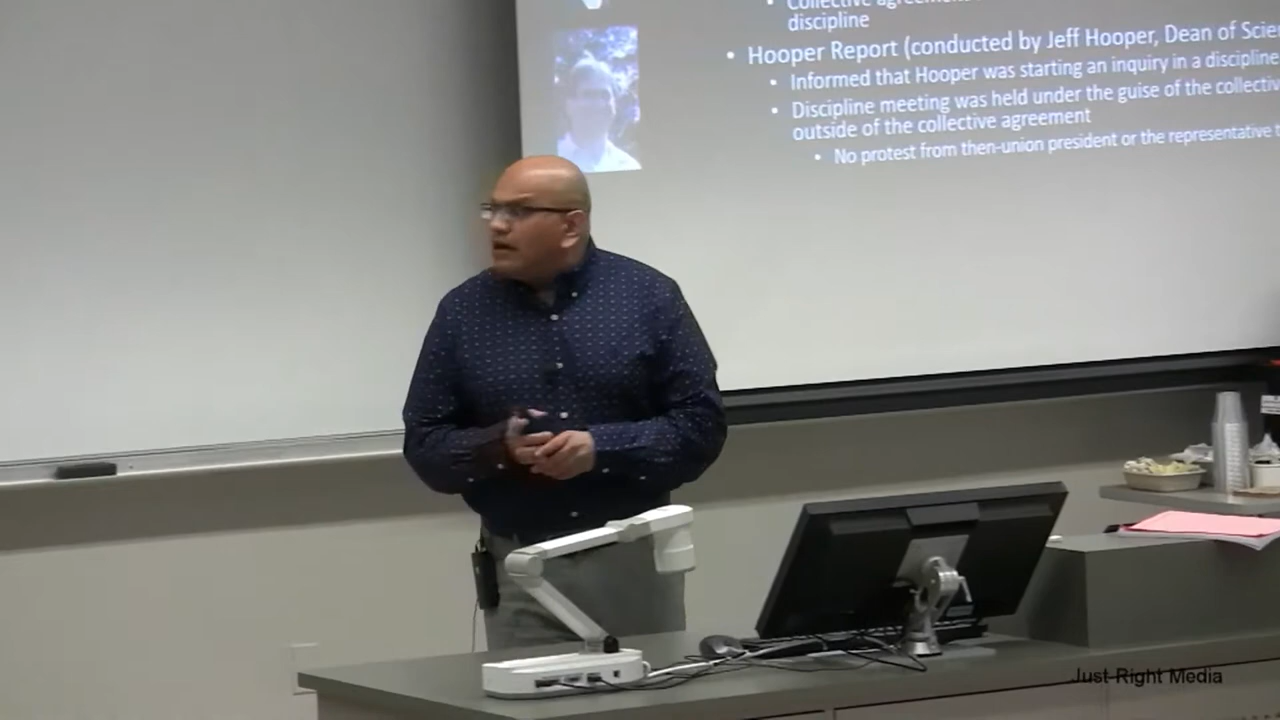 Collective
discipline
• Hooper Report (conducted by Jeff Hooper, Dean of Scie
• Informed that Hooper was starting an inquiry in a discipline
• Discipline meeting was held under the guise of the collectiv
outside of the collective agreement
• No protest from then-union president or the representative
Just Right Media